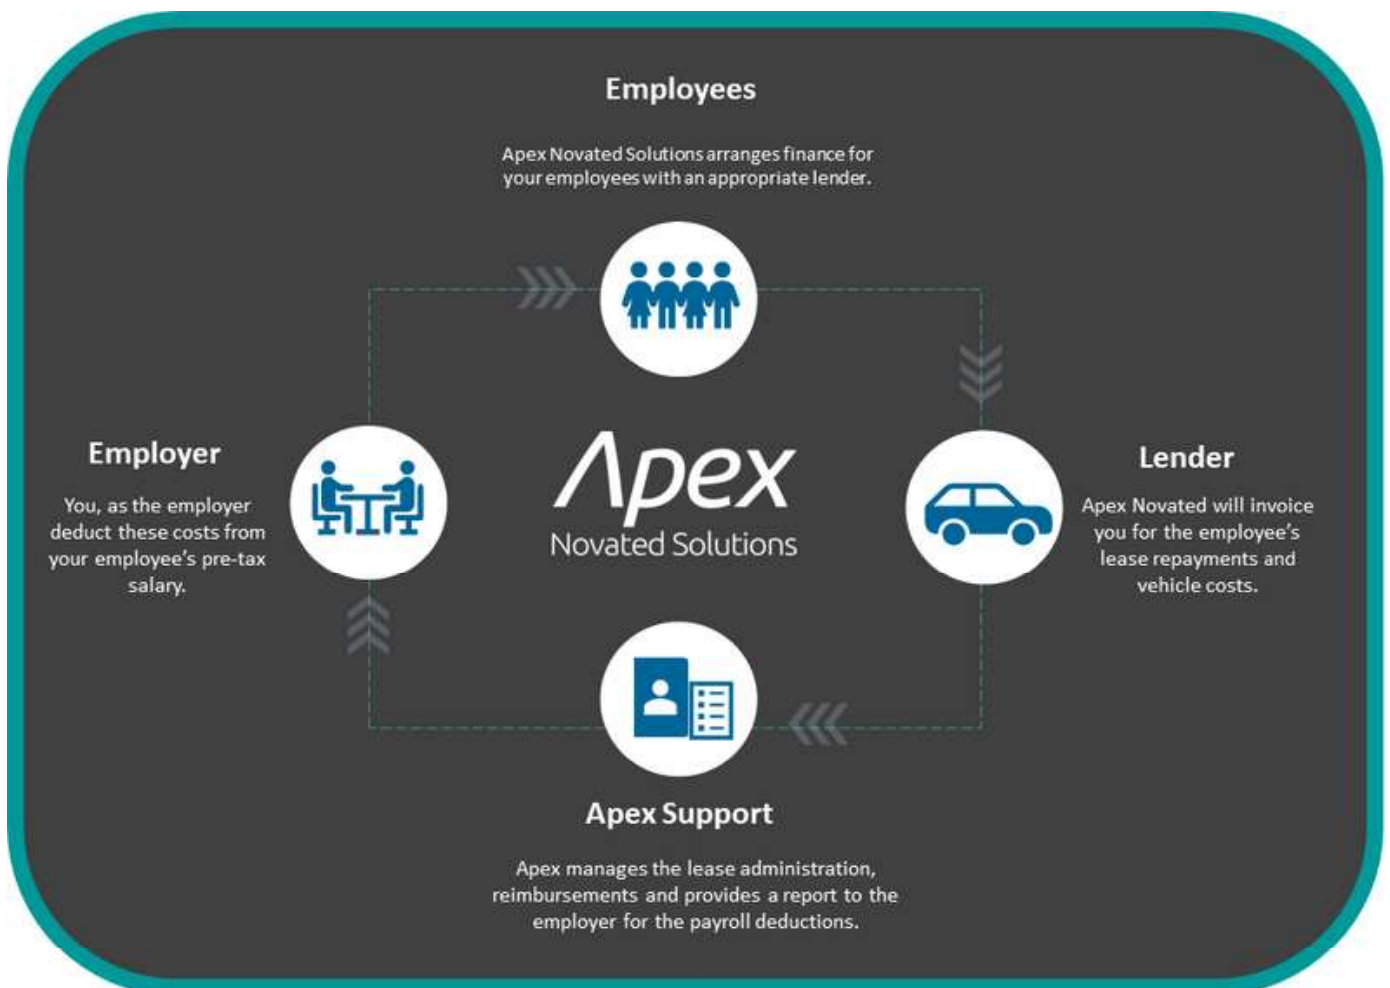 Employees
Apex Novated Solutions arranges finance for
your employees with an appropriate lender.
Employer
You, as the employer
deduct these costs from
your employee's pre-tax
salary.
Apex
Novated Solutions
Lender
Apex Novated will invoice
you for the employee's
lease repayments and
vehicle costs.
Apex Support
Apex manages the lease administration,
reimbursements and provides a report to the
employer for the payroll deductions.